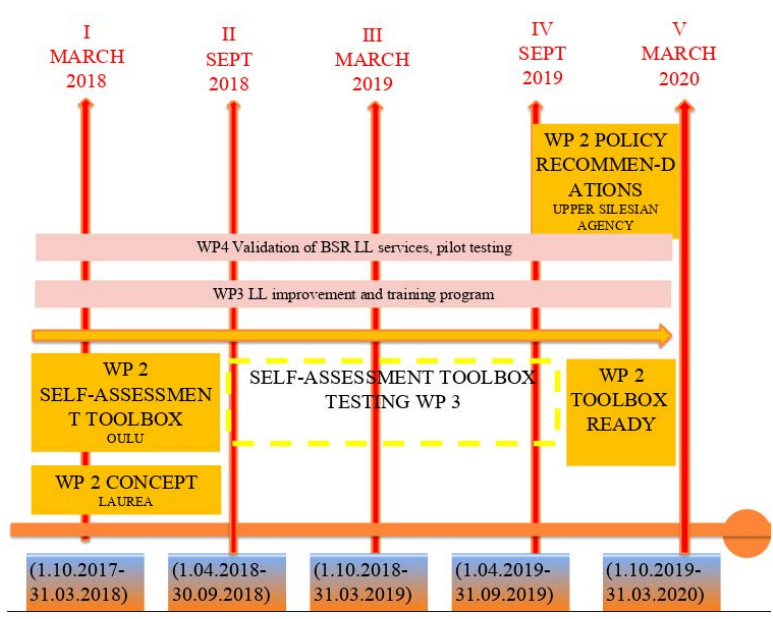 I
MARCH
2018
II
SEPT
2018
III
MARCH
2019
IV
SEPT
2019
V
MARCH
2020
WP 2 POLICY
RECOMMEN-D
ATIONS
UPPER SILESIAN
AGENCY
WP4 Validation of BSR LL services, pilot testing
WP3 LL improvement and training program
WP 2
SELF-ASSESSMEN
T TOOLBOX
OULU
SELF-ASSESSMENT TOOLBOX
TESTING WP 3
WP 2
TOOLBOX
READY
WP 2 CONCEPT
LAUREA
(1.10.2017-
31.03.2018)
(1.04.2018-
30.09.2018)
(1.10.2018-
31.03.2019)
(1.04.2019-
31.09.2019)
(1.10.2019-
31.03.2020)